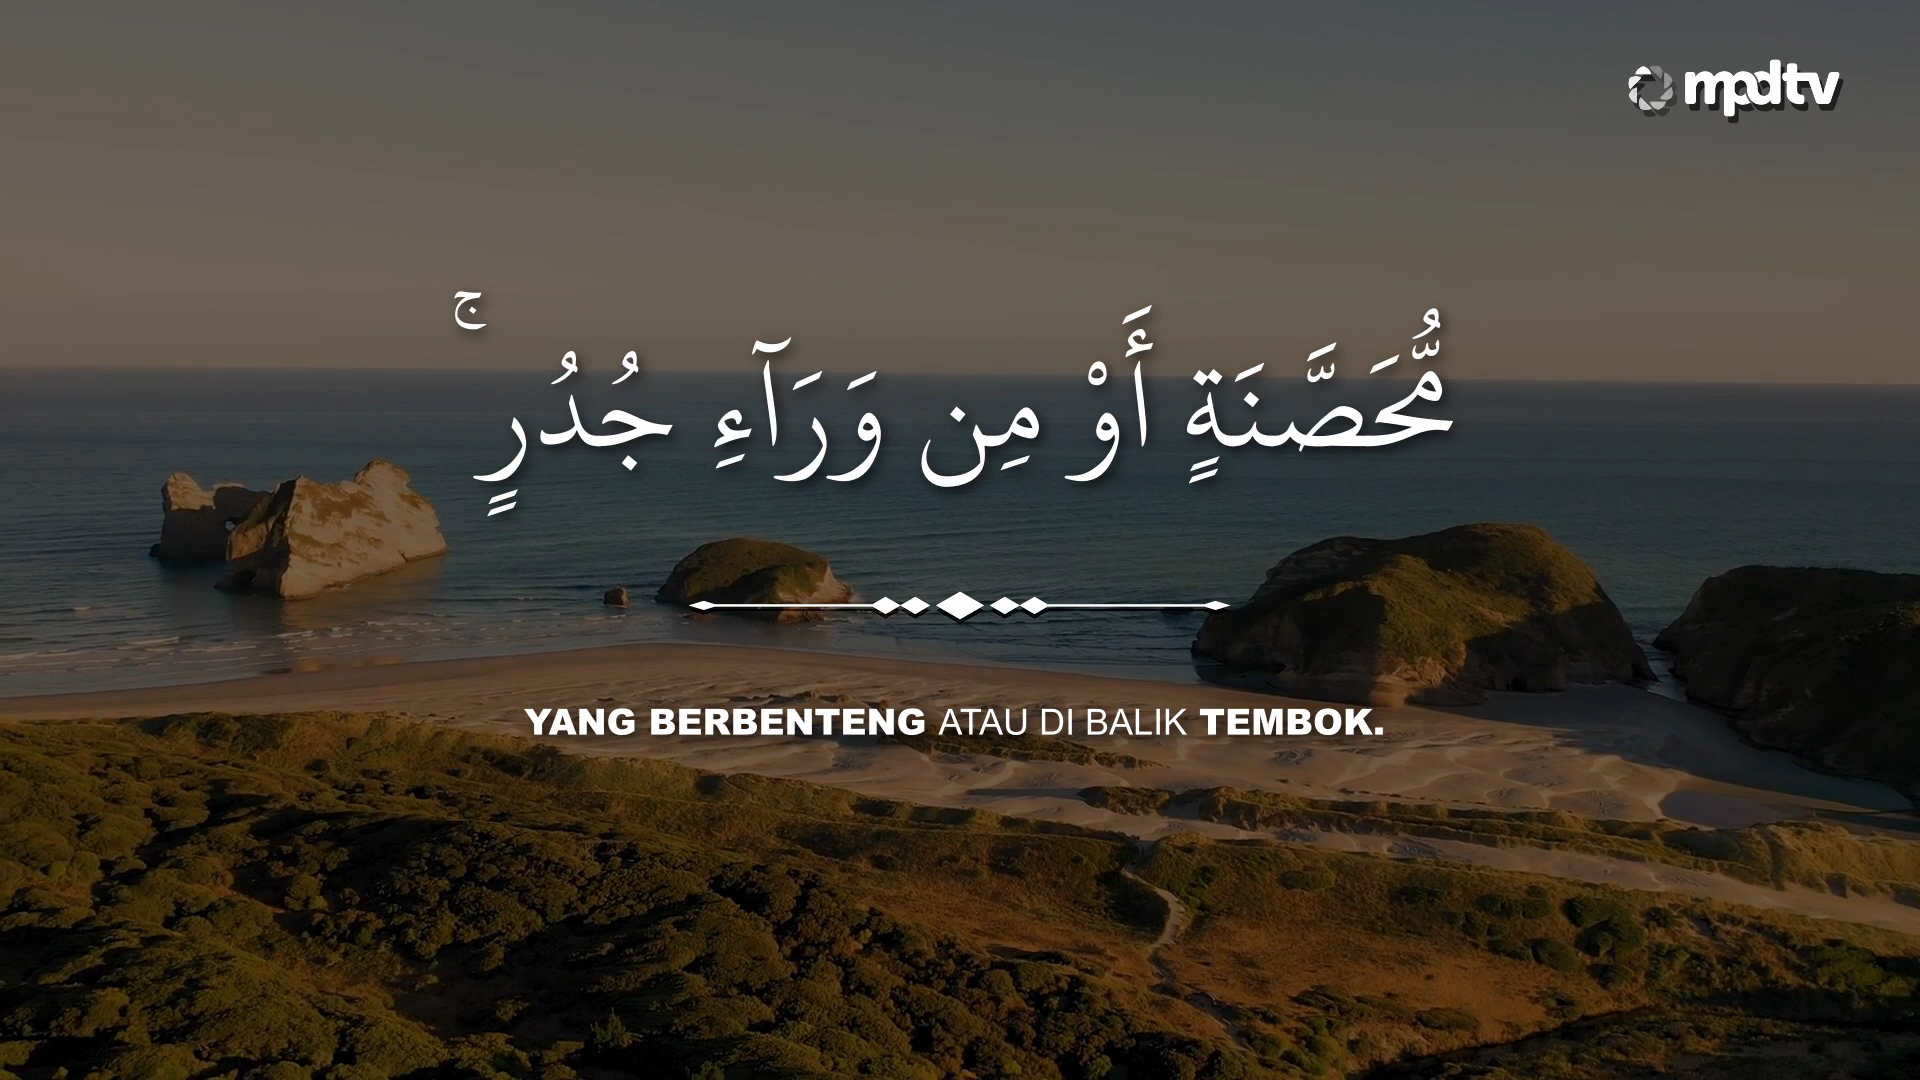 mpdtv
مُّحَصَّنَةٍ أَوْ مِن وَرَآءِ جُدُرٍ ۚ
YANG BERBENTENG ATAU DI BALIK TEMBOK.